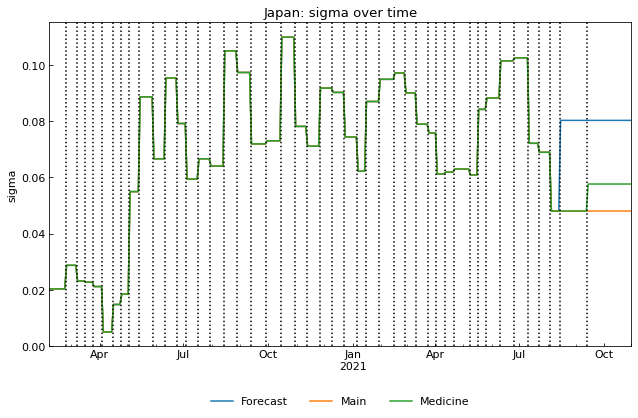 Japan: sigma over time
sigma
0.10
0.08
0.06
0.04
0.02
0.00
Apr Jul Oct Jan Apr Jul Oct
2021
Forecast Main Medicine